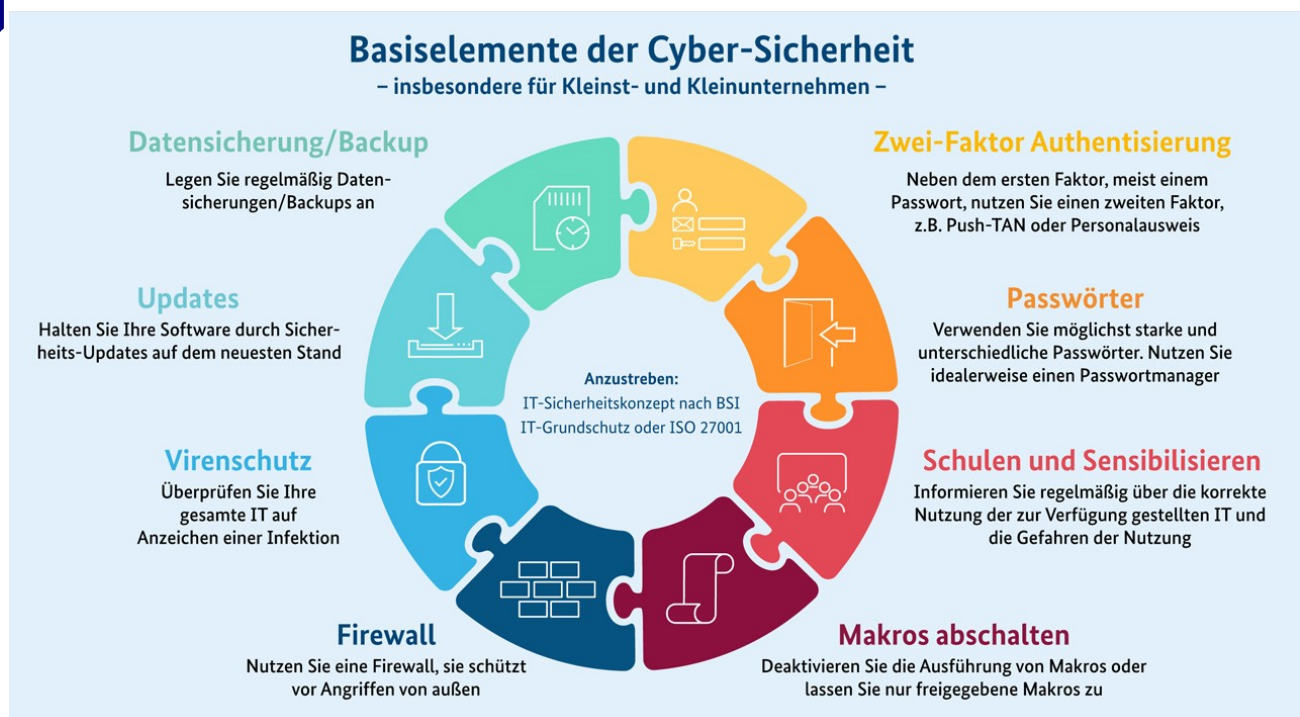 Basiselemente der Cyber-Sicherheit
– insbesondere für Kleinst- und Kleinunternehmen –
Datensicherung/Backup
Legen Sie regelmäßig Daten-
sicherungen/Backups an
Zwei-Faktor Authentisierung
Neben dem ersten Faktor, meist einem
Passwort, nutzen Sie einen zweiten Faktor,
z.B. Push-TAN oder Personalausweis
Updates
Halten Sie Ihre Software durch Sicher-
heits-Updates auf dem neuesten Stand
Passwörter
Verwenden Sie möglichst starke und
unterschiedliche Passwörter. Nutzen Sie
idealerweise einen Passwortmanager
Anzustreben:
IT-Sicherheitskonzept nach BSI
IT-Grundschutz oder ISO 27001
Virenschutz
Überprüfen Sie Ihre
gesamte IT auf
Anzeichen einer Infektion
Schulen und Sensibilisieren
Informieren Sie regelmäßig über die korrekte
Nutzung der zur Verfügung gestellten IT und
die Gefahren der Nutzung
Firewall
Nutzen Sie eine Firewall, sie schützt
vor Angriffen von außen
Makros abschalten
Deaktivieren Sie die Ausführung von Makros oder
lassen Sie nur freigegebene Makros zu